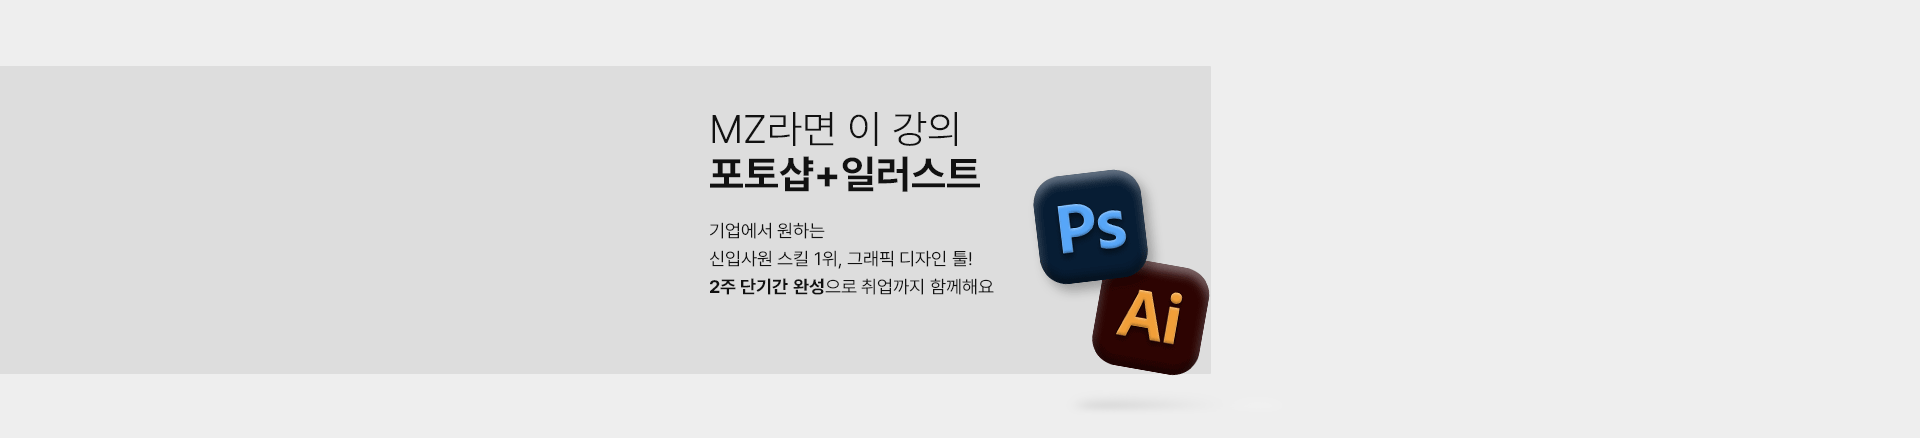 MZ라면 이 강의
포토샵+일러스트
기업에서 원하는
신입사원 스킬 1위, 그래픽 디자인 툴!
2주 단기간 완성으로 취업까지 함께해요
Ps
Ai